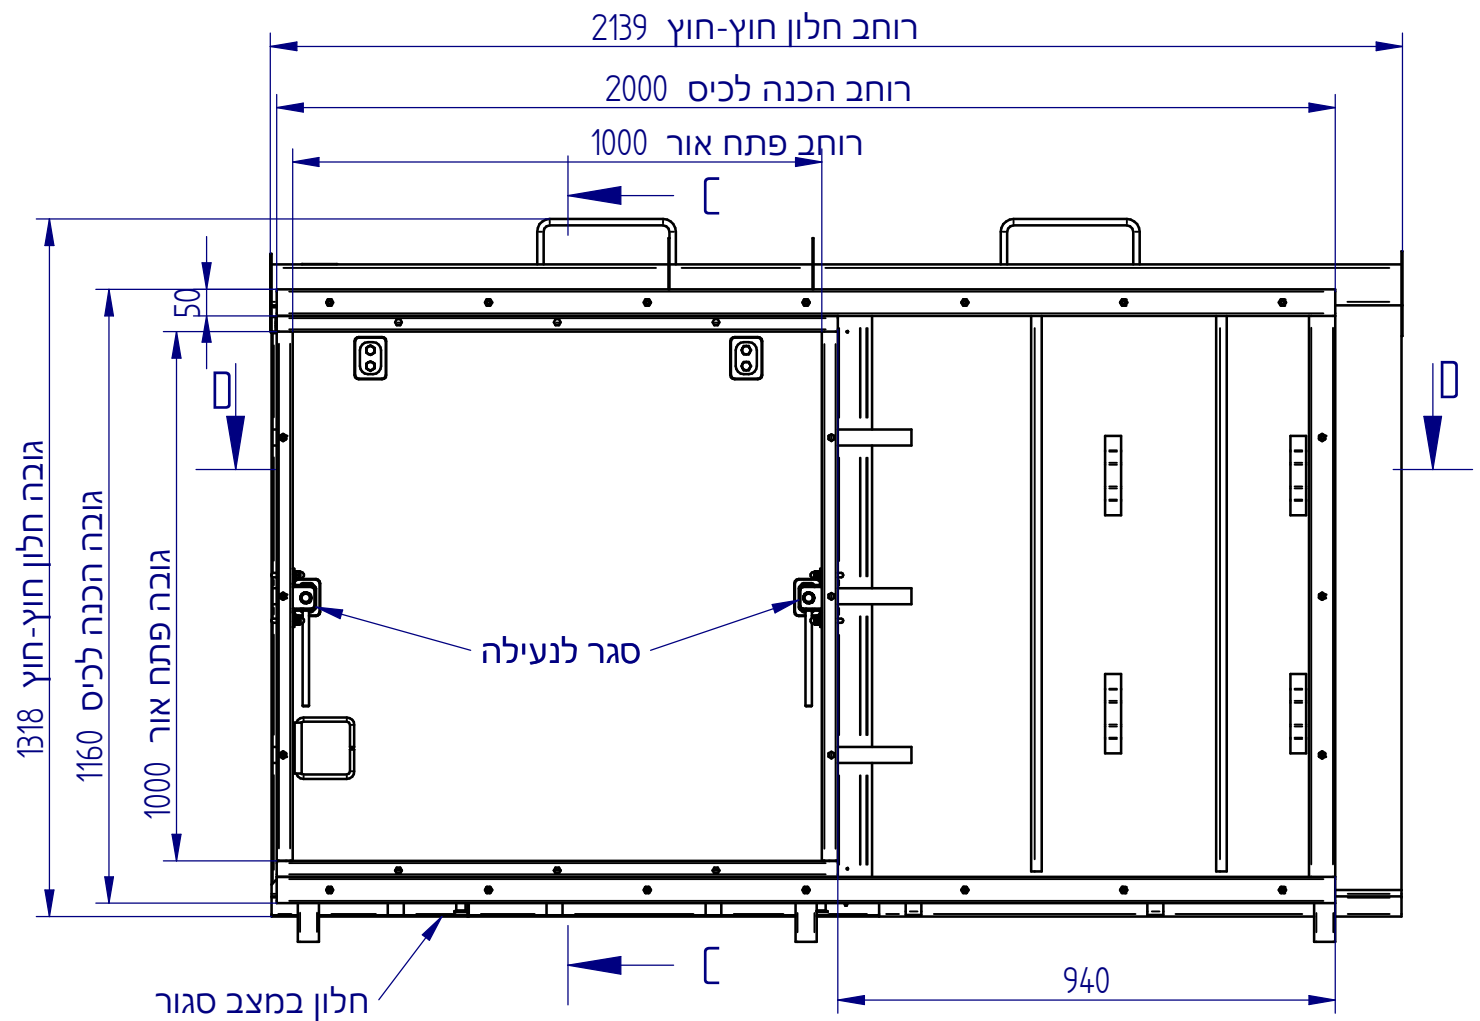 רוחב חלון חוץ-חוץ 2139
רוחב הכנה לכיס 2000
רוחב פתח אור 1000
כ
50
ם
ם
גובה חלון חוץ-חוץ 1318
גובה הכנה לכיס 1160
גובה פתח אור 1000
סגר לנעילה
כ
940
חלון במצב סגור